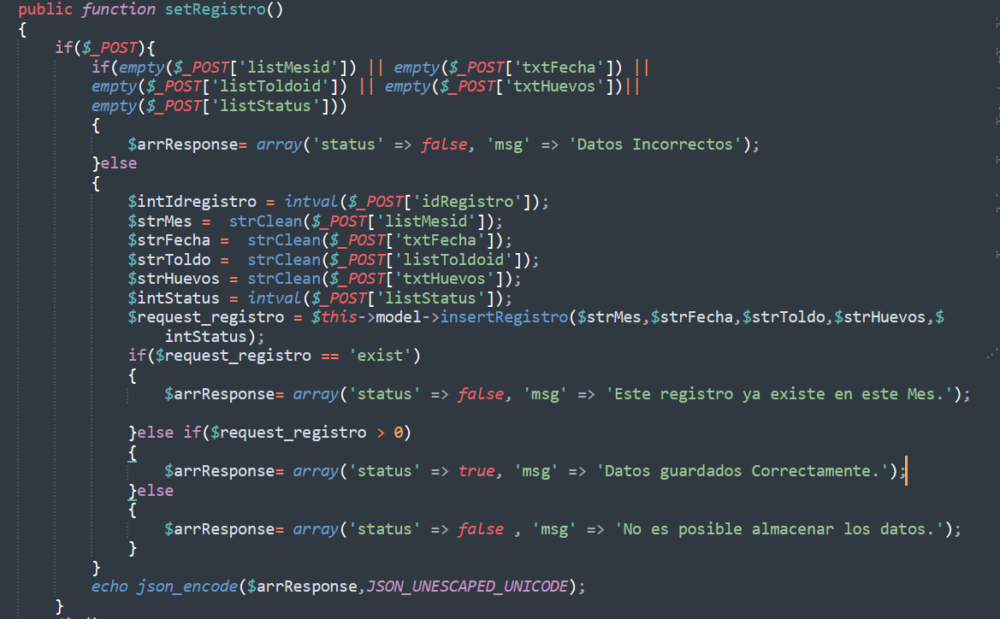 public function setRegistro()
{
if($_POST){
if(empty($_POST['listMesid']) || empty($_POST['txtFecha']) ||
empty($_POST['listToldoid']) || empty($_POST['txtHuevos'])||
empty($_POST['listStatus']))
{
$arrResponse= array('status' => false, 'msg' => 'Datos Incorrectos');
}else
{
$intIdregistro = intval($_POST['idRegistro']);
$strMes =  strClean($_POST['listMesid']);
$strFecha =  strClean($_POST['txtFecha']);
$strToldo =  strClean($_POST['listToldoid']);
$strHuevos = strClean($_POST['txtHuevos']);
$intStatus = intval($_POST['listStatus']);
$request_registro = $this->model->insertRegistro($strMes,$strFecha,$strToldo,$strHuevos,$
intStatus);
if($request_registro == 'exist')
{
$arrResponse= array('status' => false, 'msg' => 'Este registro ya existe en este Mes.');
}else if($request_registro > 0)
{
$arrResponse= array('status' => true, 'msg' => 'Datos guardados Correctamente.');
}else
{
$arrResponse= array('status' => false , 'msg' => 'No es posible almacenar los datos.');
}
}
echo json_encode($arrResponse,JSON_UNESCAPED_UNICODE);
}